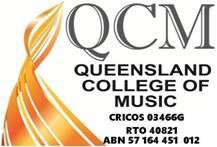 QCM
QUEENSLAND
COLLEGE OF
MUSIC
CRICOS 03466G
RTO 40821
ABN 57 164 451 012